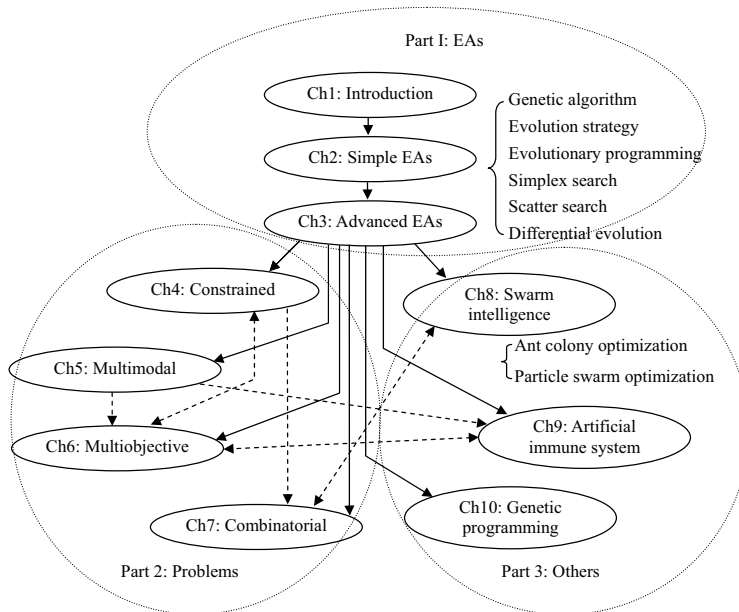 Part I: EAs
Ch1: Introduction
Ch2: Simple EAs
Ch3: Advanced EAs
Genetic algorithm
Evolution strategy
Evolutionary programming
Simplex search
Scatter search
Differential evolution
Ch4: Constrained
Ch5: Multimodal
Ch6: Multiobjective
Ch7: Combinatorial
Part 2: Problems
Ch8: Swarm
intelligence
Ant colony optimization
Particle swarm optimization
Ch9: Artificial
immune system
Ch10: Genetic
programming
Part 3: Others